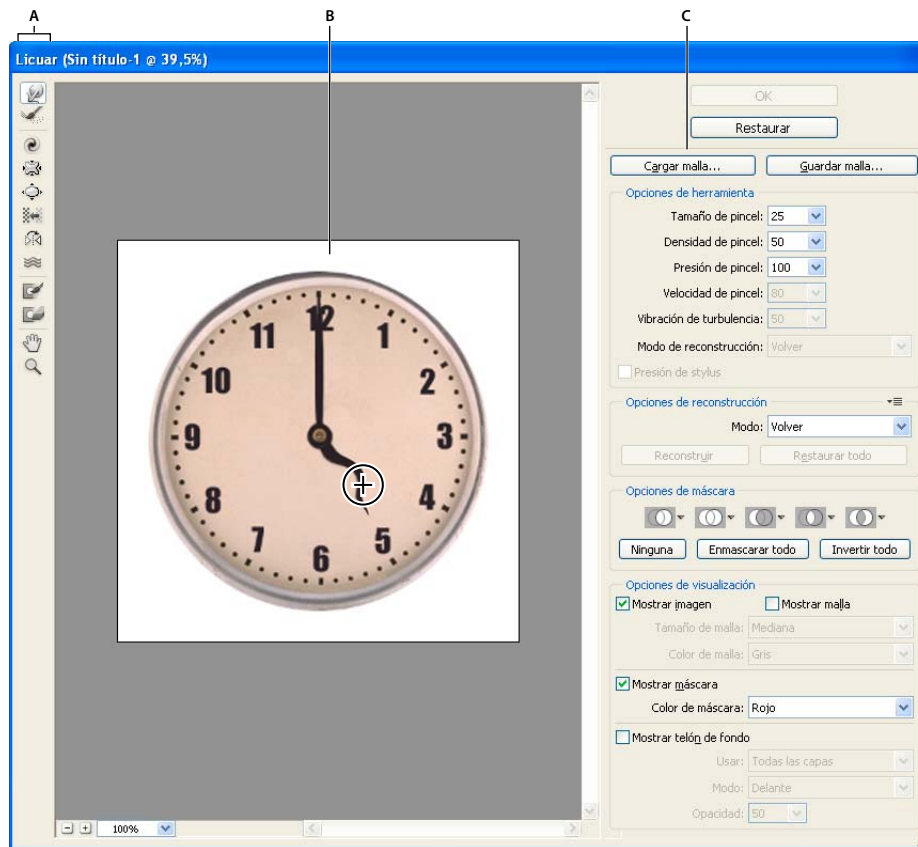 A B C
Licuar (Sin título-1 @ 39,5%)
OK
Restaurar
Cargar malla... Guardar malla...
Opciones de herramienta
Tamaño de pincel: 25
Densidad de pincel: 50
Presión de pincel: 100
Velocidad de pincel: 80
Vibración de turbulencia: 50
Modo de reconstrucción: Volver
Presión de stylus
Opciones de reconstrucción
Modo: Volver
Reconstruir Restaurar todo
Opciones de máscara
Ninguna Enmascarar todo Invertir todo
Opciones de visualización
Mostrar imagen Mostrar malla
Tamaño de malla: Mediana
Color de malla: Gris
Mostrar máscara
Color de máscara: Rojo
Mostrar telón de fondo
Usar: Todas las capas
Modo: Delante
Opacidad: 50
12
11 1
10 2
9 3
8 4
7 5
6
100%